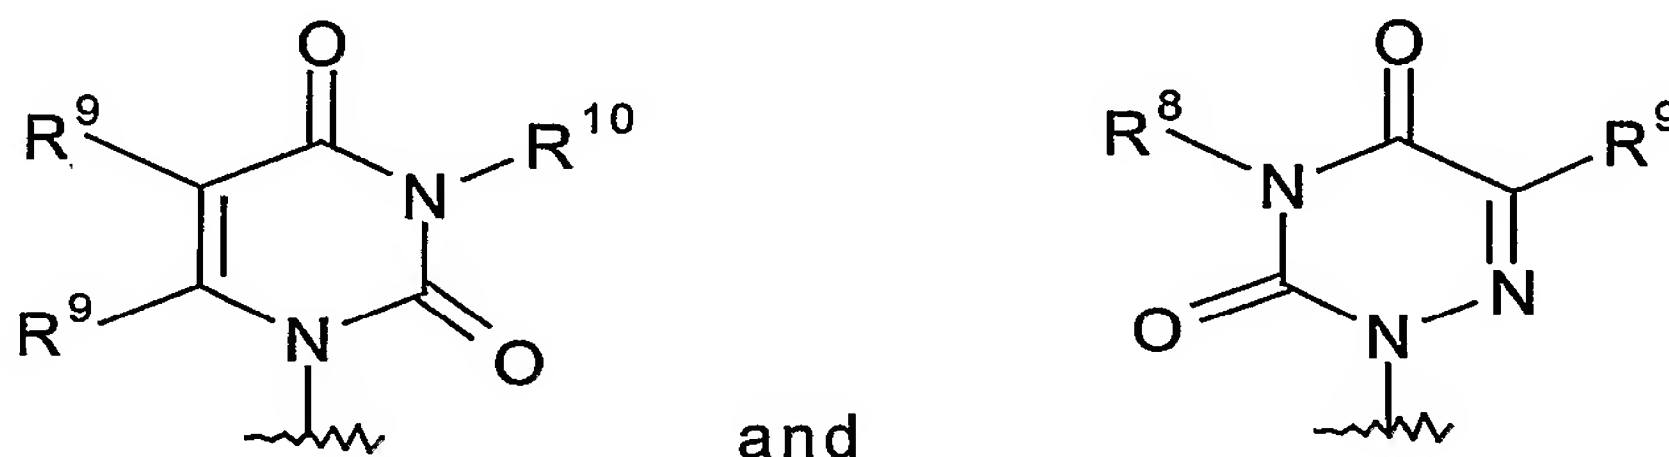 O O
R⁹ R¹⁰ R⁸ R⁹
N N
R⁹ N O O N N
and